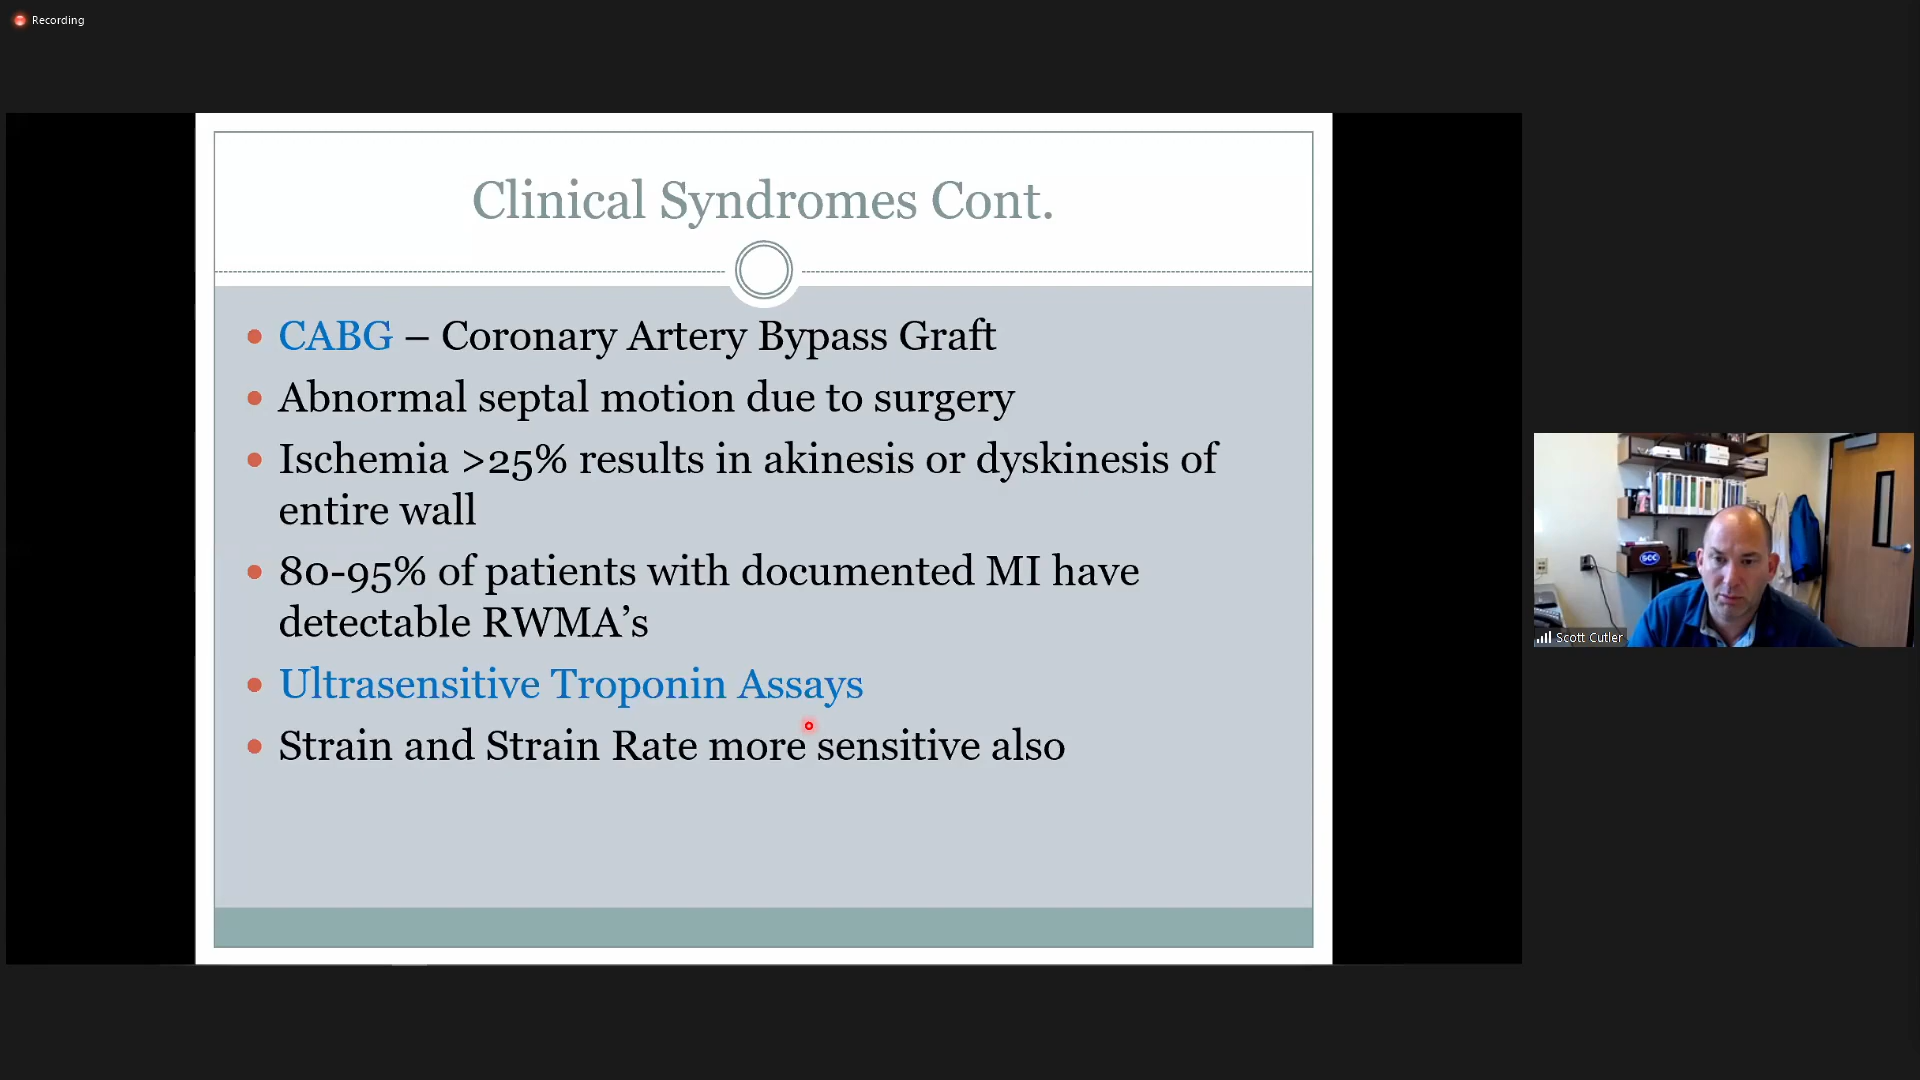 Recording
Clinical Syndromes Cont.
CABG – Coronary Artery Bypass Graft
Abnormal septal motion due to surgery
Ischemia >25% results in akinesis or dyskinesis of
entire wall
80-95% of patients with documented MI have
detectable RWMA’s
Ultrasensitive Troponin Assays
Strain and Strain Rate more sensitive also
SCC
Scott Cutler